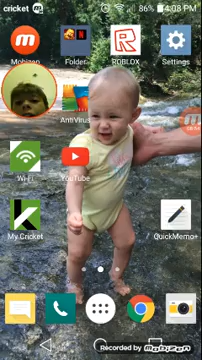 cricket m 86% 4:08 PM
Mobizen Folder ROBLOX Settings
AntiVirus
Wi-Fi YouTube
My Cricket QuickMemo+
Recorded by Mobizen